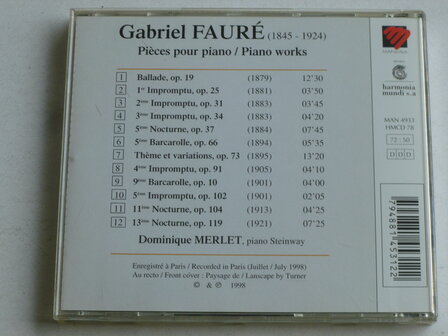 Gabriel FAURÉ (1845 - 1924)
Pièces pour piano / Piano works
1 Ballade, op. 19 (1879) 12'30
2 1er Impromptu, op. 25 (1881) 03'50
3 2ème Impromptu, op. 31 (1883) 03'45
4 3ème Impromptu, op. 34 (1883) 04'20
5 5ème Nocturne, op. 37 (1884) 07'45
6 5ème Barcarolle, op. 66 (1894) 05'35
7 Thème et variations, op. 73 (1895) 13'20
8 4ème Impromptu, op. 91 (1905) 04'10
9 9ème Barcarolle, op. 10 (1901) 04'00
10 5ème Impromptu, op. 102 (1901) 02'05
11 11ème Nocturne, op. 104 (1913) 04'25
12 13ème Nocturne, op. 119 (1921) 07'25
Dominique MERLET, piano Steinway
Enregistré à Paris / Recorded in Paris (Juillet / July 1998)
Au recto / Front cover : Paysage de / Lanscape by Turner
© & ℗ 1998
harmonia
mundi s.a
MAN 4933
HMCD 78
72 : 50
DDD
794881453122